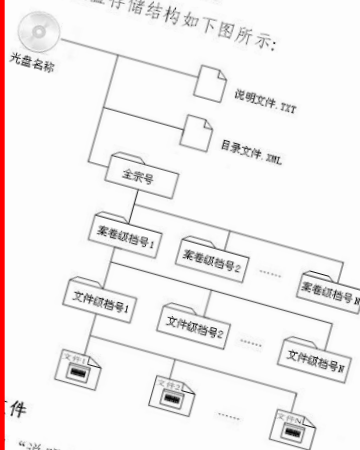 存储结构如下图所示:
光盘名称
说明文件.TXT
目录文件.XML
全宗号
案卷级档号1
案卷级档号2
......
案卷级档号N
文件级档号1
文件级档号2
......
文件级档号N
文件1
文件2
......
文件N
件